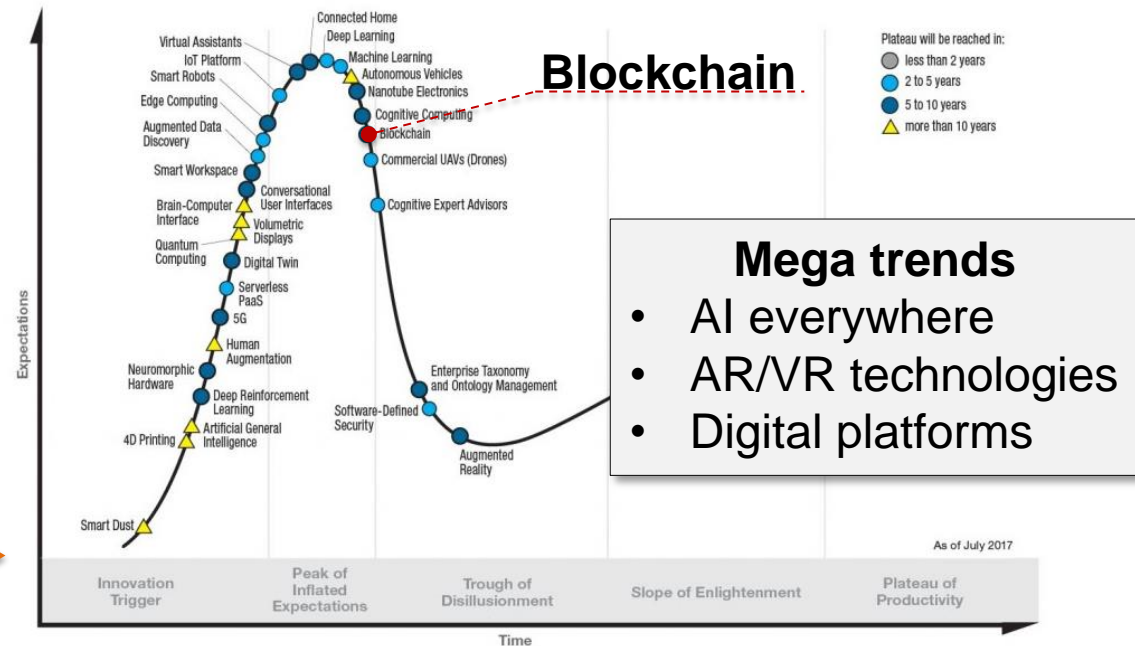 Connected Home
Deep Learning
Virtual Assistants
IoT Platform
Smart Robots
Edge Computing
Augmented Data
Discovery
Smart Workspace
Brain-Computer
Interface
Quantum
Computing
Machine Learning
Autonomous Vehicles
Nanotube Electronics
Cognitive Computing
Blockchain
Commercial UAVs (Drones)
Cognitive Expert Advisors
Blockchain
Plateau will be reached in:
less than 2 years
2 to 5 years
5 to 10 years
more than 10 years
Conversational
User Interfaces
Volumetric
Displays
Digital Twin
Serverless
PaaS
5G
Human
Augmentation
Neuromorphic
Hardware
Deep Reinforcement
Learning
Artificial General
Intelligence
4D Printing
Smart Dust
Enterprise Taxonomy
and Ontology Management
Software-Defined
Security
Augmented
Reality
Mega trends
• AI everywhere
• AR/VR technologies
• Digital platforms
Expectations
As of July 2017
Innovation
Trigger
Peak of
Inflated
Expectations
Trough of
Disillusionment
Slope of Enlightenment
Plateau of
Productivity
Time